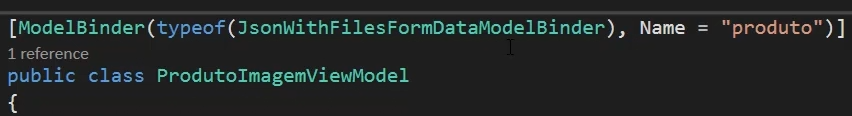 [ModelBinder(typeof(JsonWithFilesFormDataModelBinder), Name = "produto")]
1 reference
public class ProdutoImagemViewModel
{